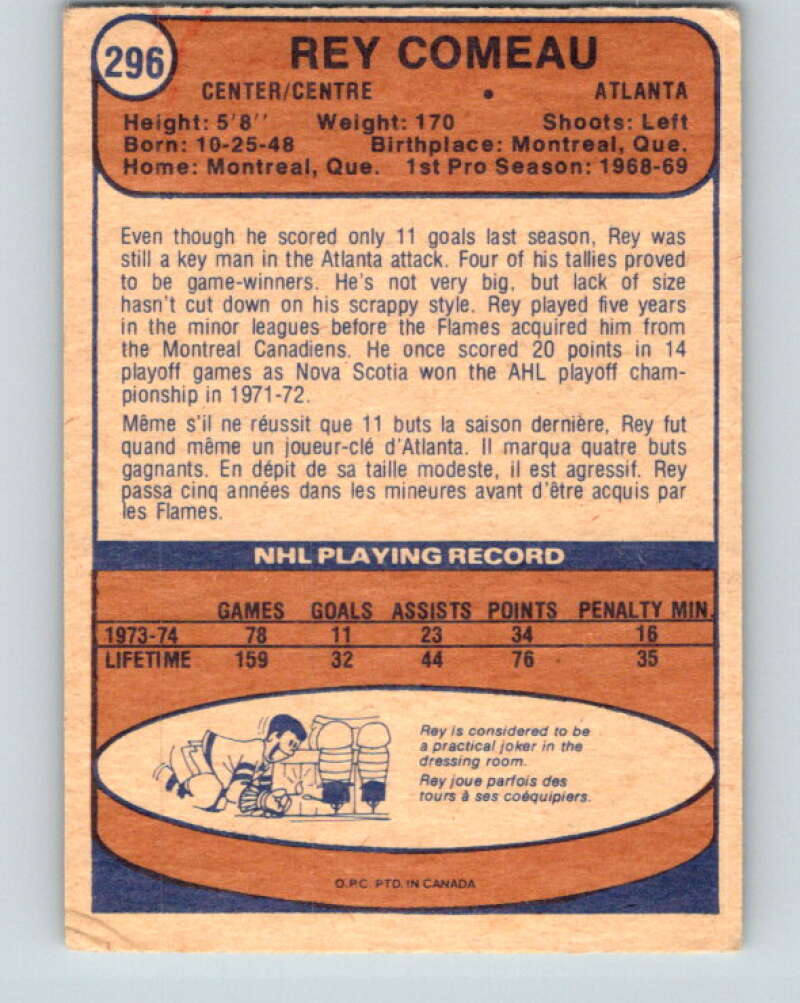 296
REY COMEAU
CENTER/CENTRE • ATLANTA
Height: 5'8'' Weight: 170 Shoots: Left
Born: 10-25-48 Birthplace: Montreal, Que.
Home: Montreal, Que. 1st Pro Season: 1968-69
Even though he scored only 11 goals last season, Rey was
still a key man in the Atlanta attack. Four of his tallies proved
to be game-winners. He's not very big, but lack of size
hasn't cut down on his scrappy style. Rey played five years
in the minor leagues before the Flames acquired him from
the Montreal Canadiens. He once scored 20 points in 14
playoff games as Nova Scotia won the AHL playoff cham-
pionship in 1971-72.
Même s'il ne réussit que 11 buts la saison dernière, Rey fut
quand même un joueur-clé d'Atlanta. Il marqua quatre buts
gagnants. En dépit de sa taille modeste, il est agressif. Rey
passa cinq années dans les mineures avant d'être acquis par
les Flames.
NHL PLAYING RECORD
GAMES GOALS ASSISTS POINTS PENALTY MIN.
1973-74 78 11 23 34 16
LIFETIME 159 32 44 76 35
Rey is considered to be
a practical joker in the
dressing room.
Rey joue parfois des
tours à ses coéquipiers.
O.P.C. PTD. IN CANADA